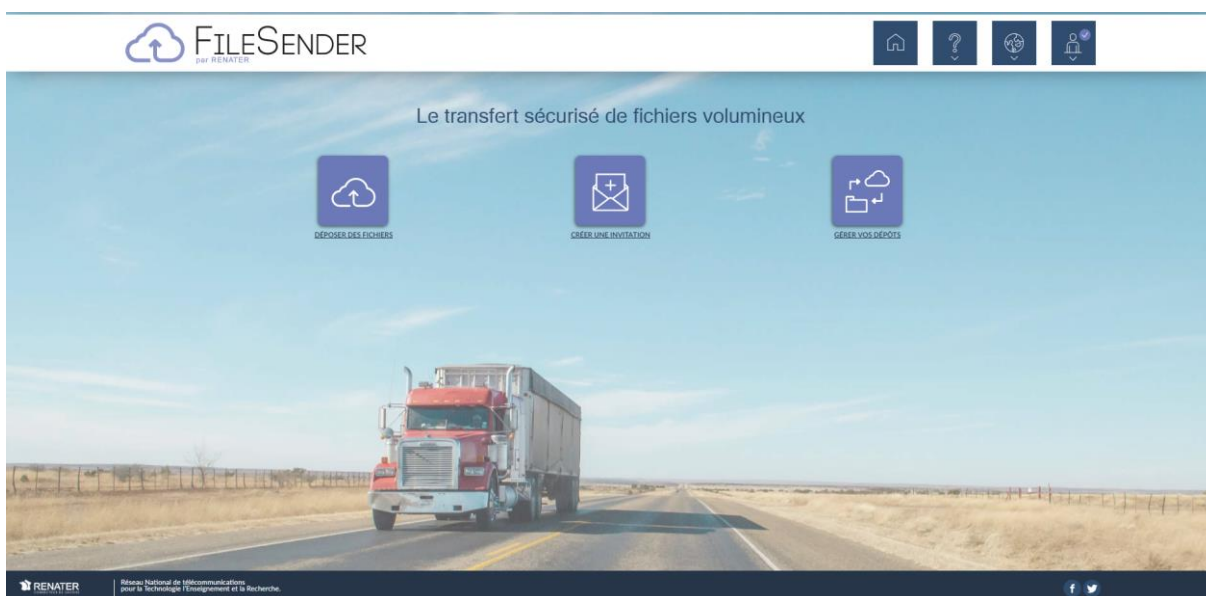 FILESENDER
par RENATER
Le transfert sécurisé de fichiers volumineux
DÉPOSER DES FICHIERS
CRÉER UNE INVITATION
GÉRER VOS DÉPÔTS
RENATER
Réseau National de télécommunications
pour la Technologie l'Enseignement et la Recherche.